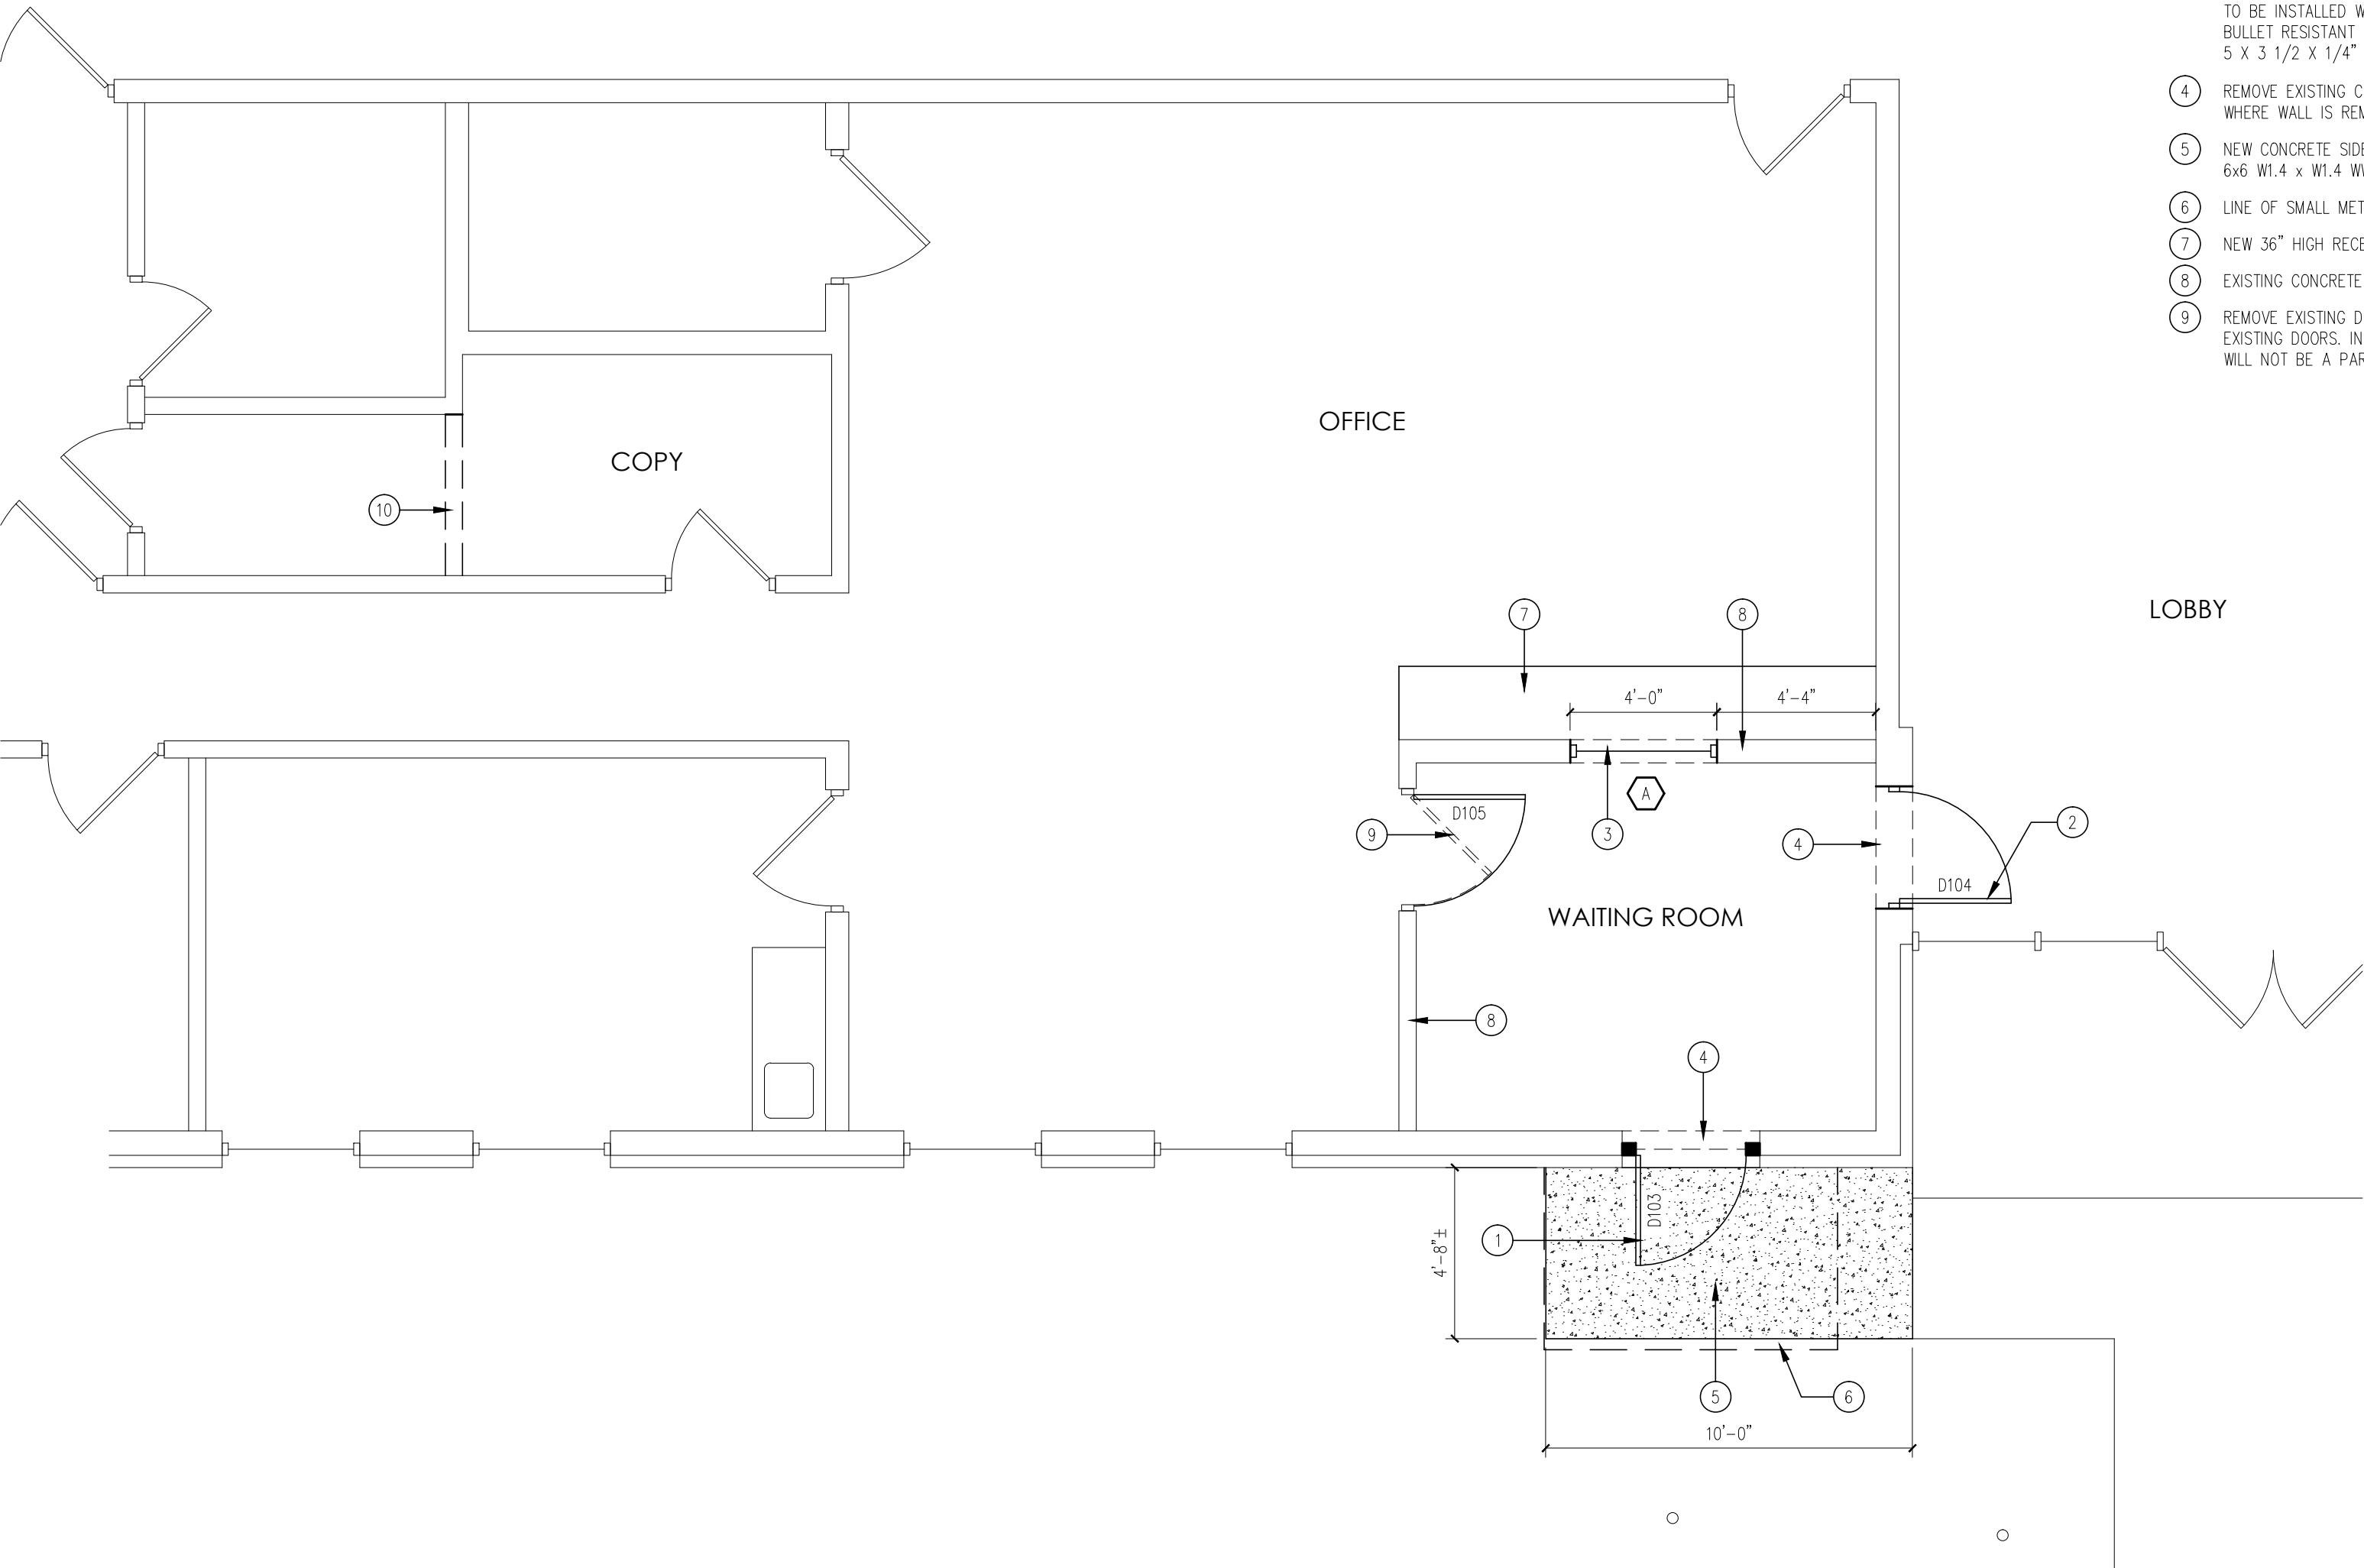 TO BE INSTALLED W
BULLET RESISTANT
5 X 3 1/2 X 1/4"
4 REMOVE EXISTING C
WHERE WALL IS REM
5 NEW CONCRETE SIDE
6x6 W1.4 x W1.4 WW
6 LINE OF SMALL MET
7 NEW 36" HIGH RECE
8 EXISTING CONCRETE
9 REMOVE EXISTING D
EXISTING DOORS. IN
WILL NOT BE A PAR
OFFICE
COPY
10
7
8
LOBBY
4'-0"
4'-4"
A
D105
9
3
4
2
D104
WAITING ROOM
8
4
D103
1
4'-8"±
5
6
10'-0"